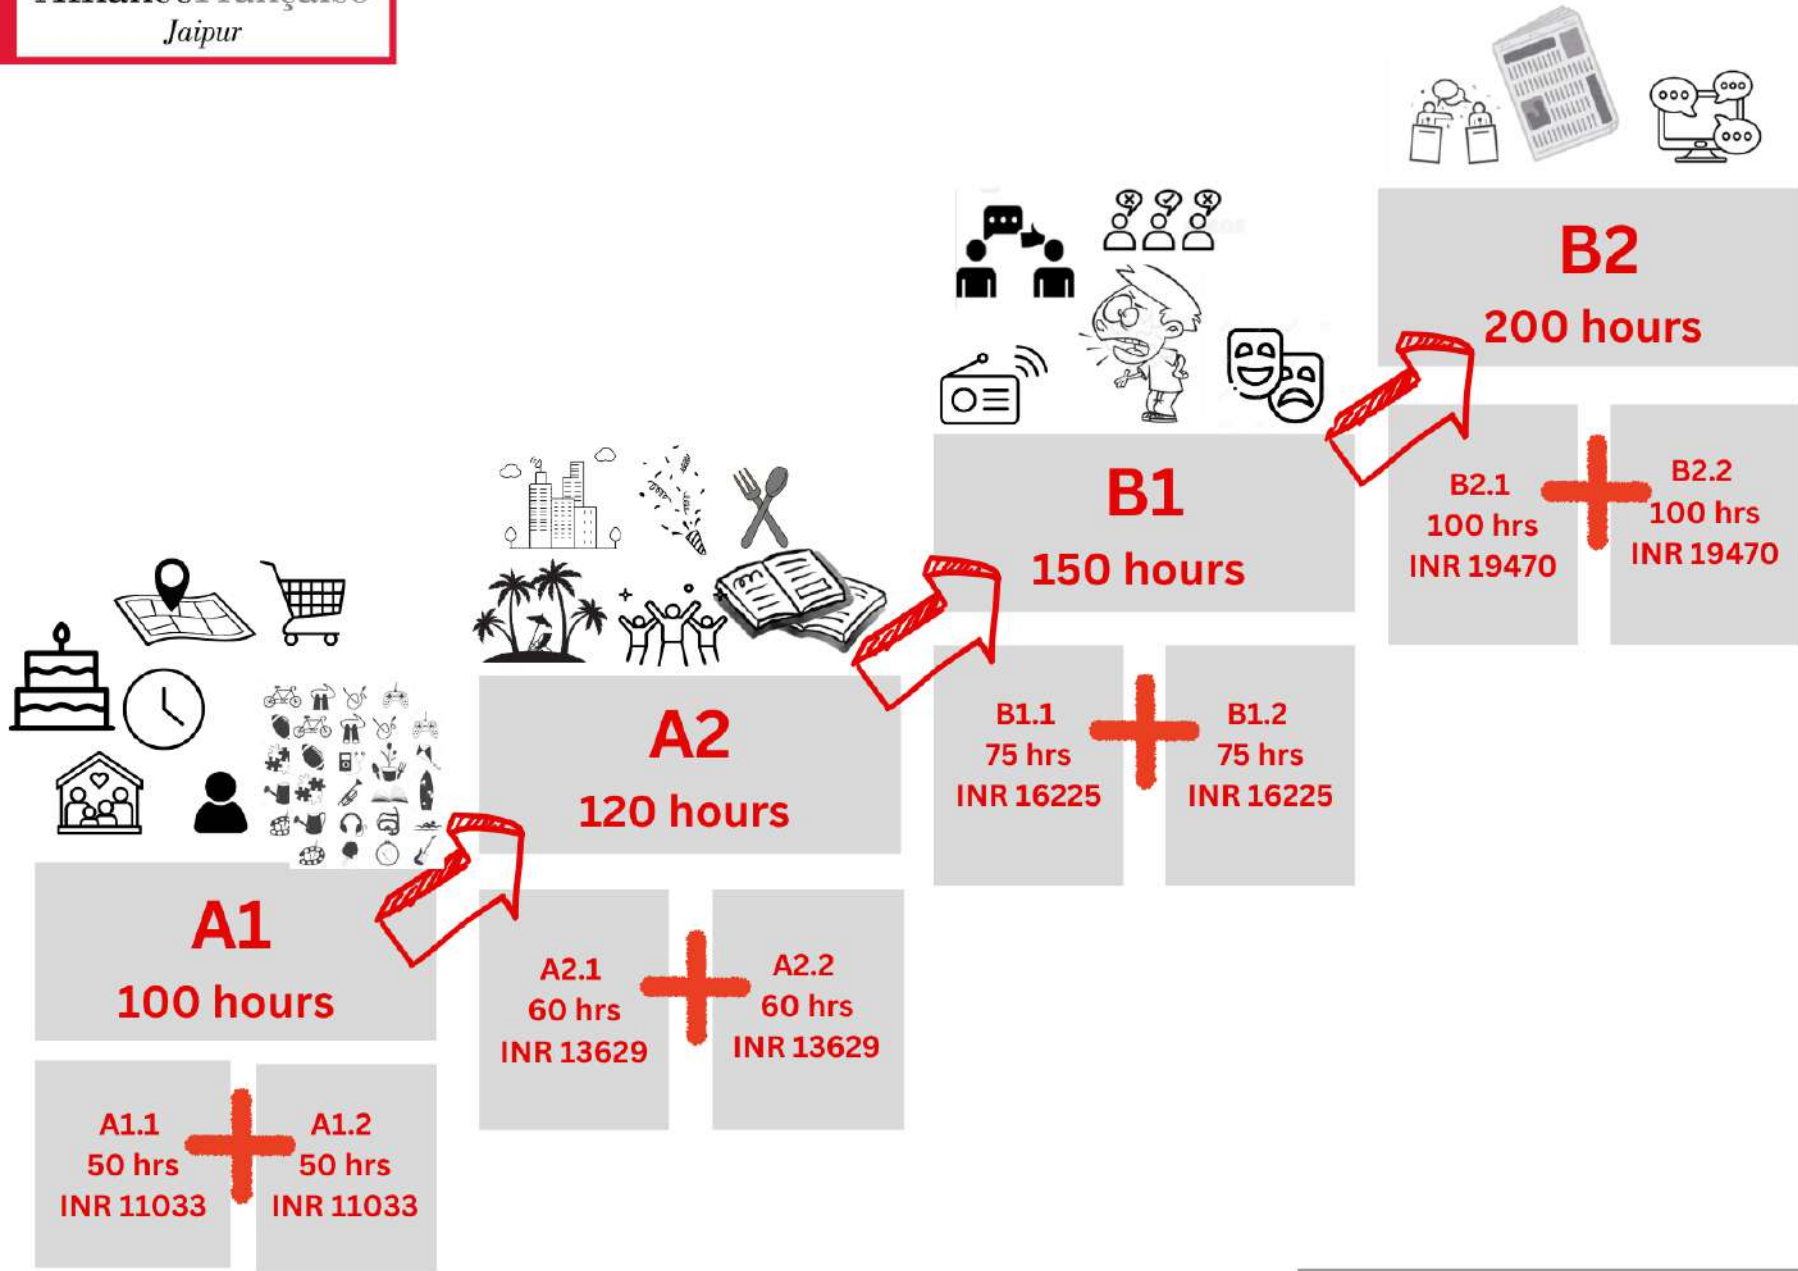 Jaipur
B2
200 hours
B2.1
100 hrs
INR 19470
B2.2
100 hrs
INR 19470
B1
150 hours
B1.1
75 hrs
INR 16225
B1.2
75 hrs
INR 16225
A2
120 hours
A2.1
60 hrs
INR 13629
A2.2
60 hrs
INR 13629
A1
100 hours
A1.1
50 hrs
INR 11033
A1.2
50 hrs
INR 11033